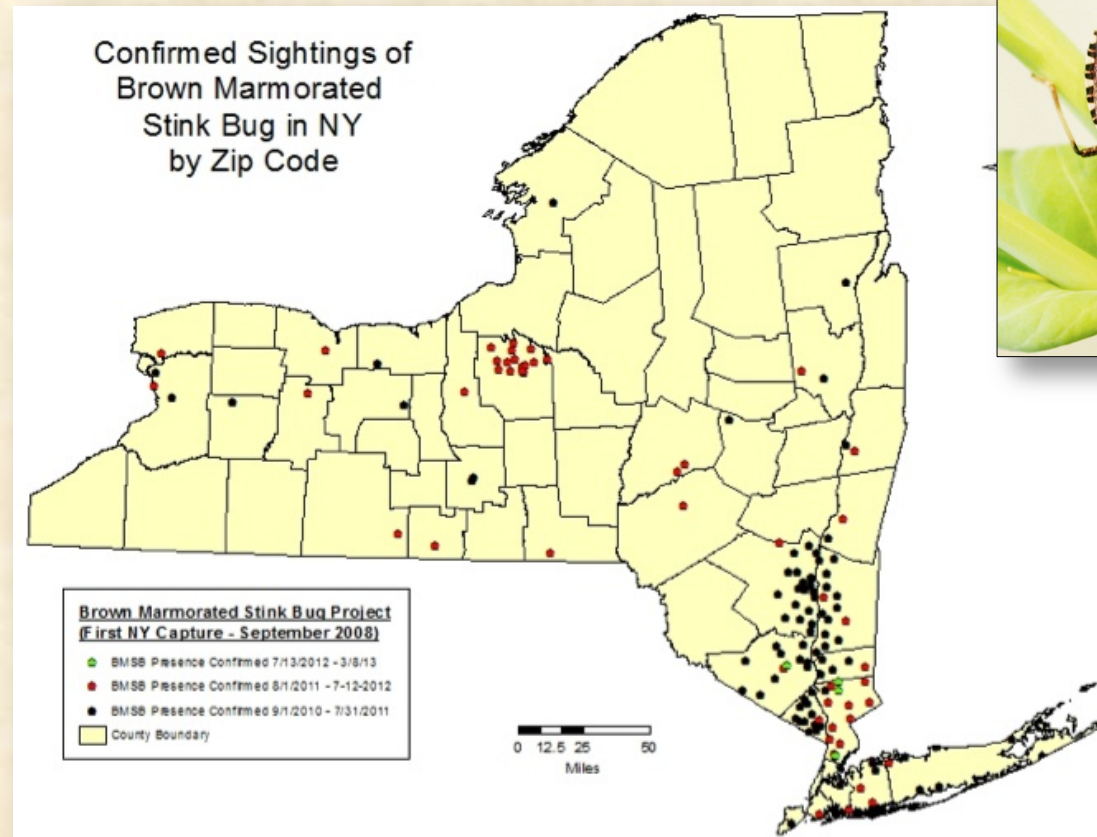 Confirmed Sightings of
Brown Marmorated
Stink Bug in NY
by Zip Code
Brown Marmorated Stink Bug Project
(First NY Capture - September 2008)
BMSB Presence Confirmed 7/13/2012 - 3/8/13
BMSB Presence Confirmed 8/1/2011 - 7-12-2012
BMSB Presence Confirmed 9/1/2010 - 7/31/2011
County Boundary
0 12.5 25 50
Miles